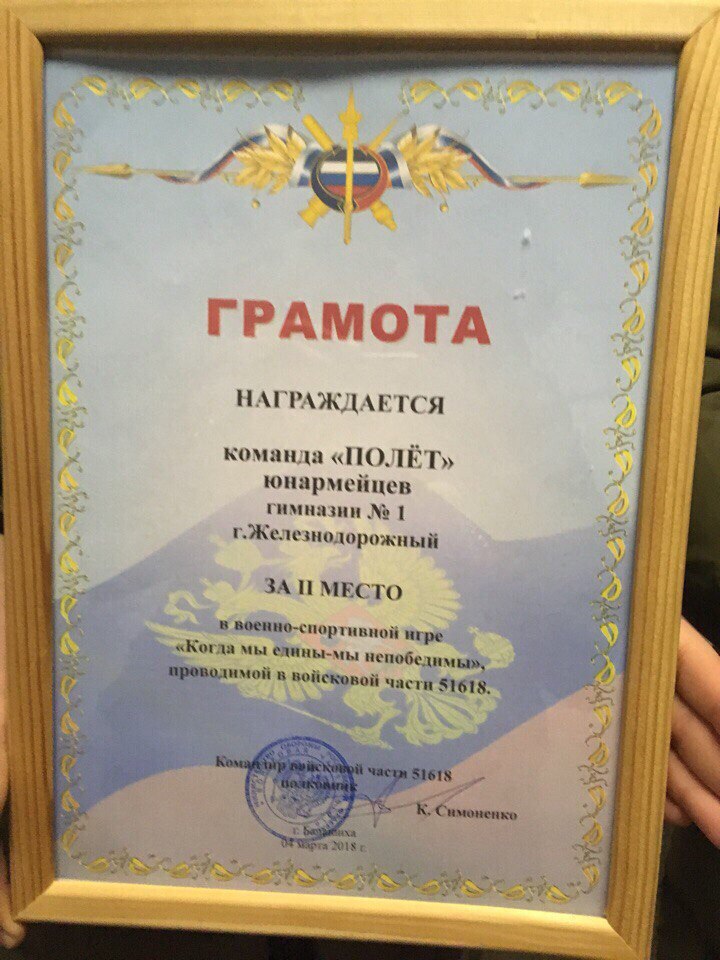 ГРАМОТА
НАГРАЖДАЕТСЯ
команда «ПОЛЁТ»
юнармейцев
гимназии № 1
г.Железнодорожный
ЗА II МЕСТО
в военно-спортивной игре
«Когда мы едины-мы непобедимы»,
проводимой в войсковой части 51618.
Командир войсковой части 51618
полковник
К. Симоненко
г. Балашиха
04 марта 2018 г.